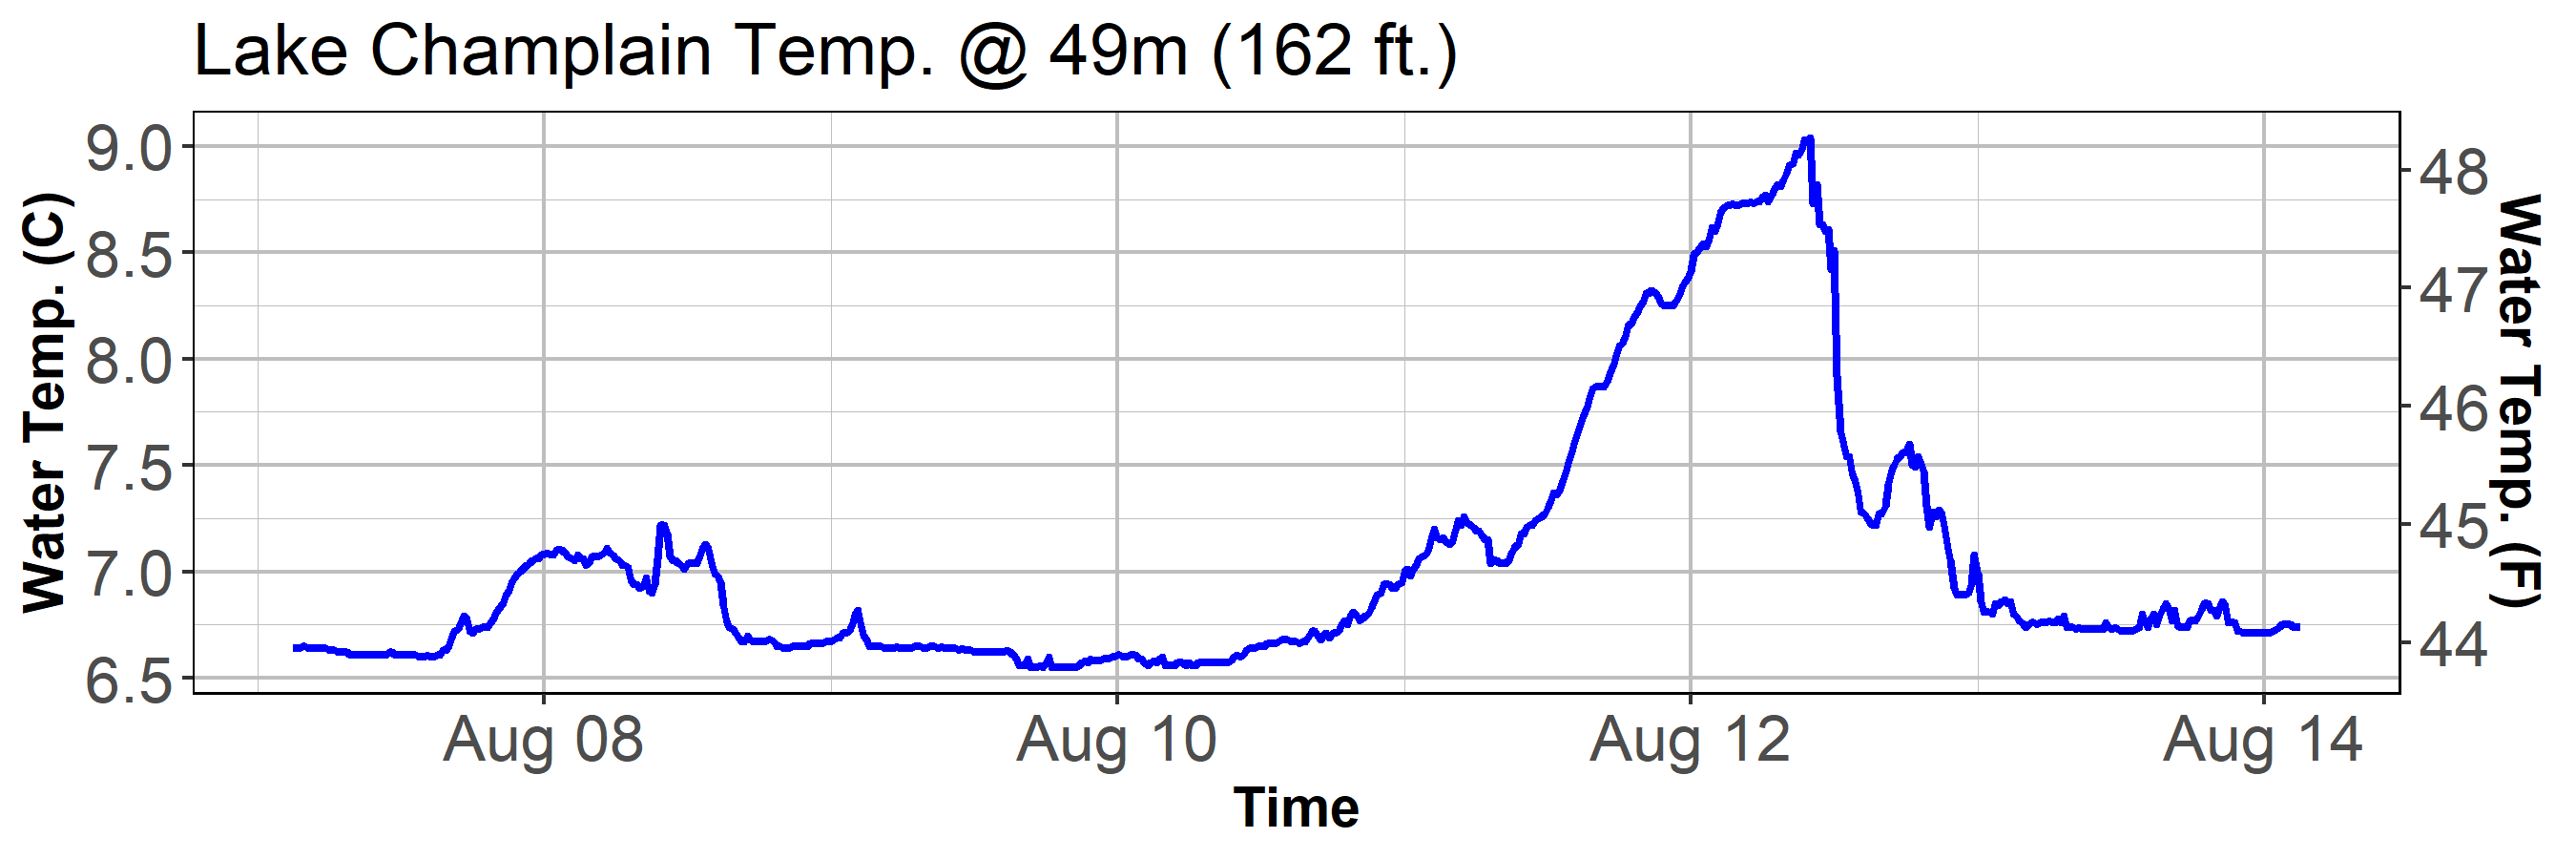 Lake Champlain Temp. @ 49m (162 ft.)
Water Temp. (C)
9.0
8.5
8.0
7.5
7.0
6.5
48
47
46
45
44
Water Temp. (F)
Aug 08 Aug 10 Aug 12 Aug 14
Time